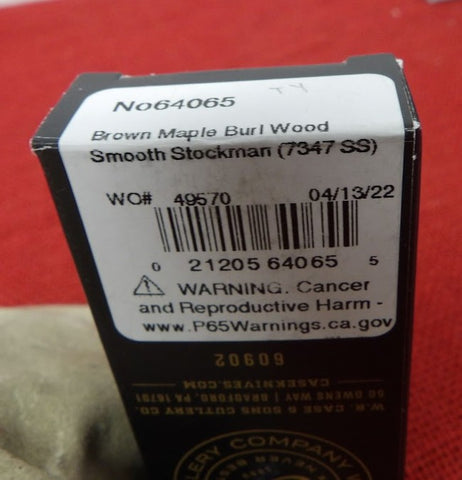 No64065
Brown Maple Burl Wood
Smooth Stockman (7347 SS)
WO# 49570 04/13/22
0 21205 64065 5
WARNING. Cancer
and Reproductive Harm -
www.P65Warnings.ca.gov
60902
CASEKNIVES.COM
50 OWENS WAY | BRADFORD, PA 16701
W.R. CASE & SONS CUTLERY CO.
LERY COMPANY